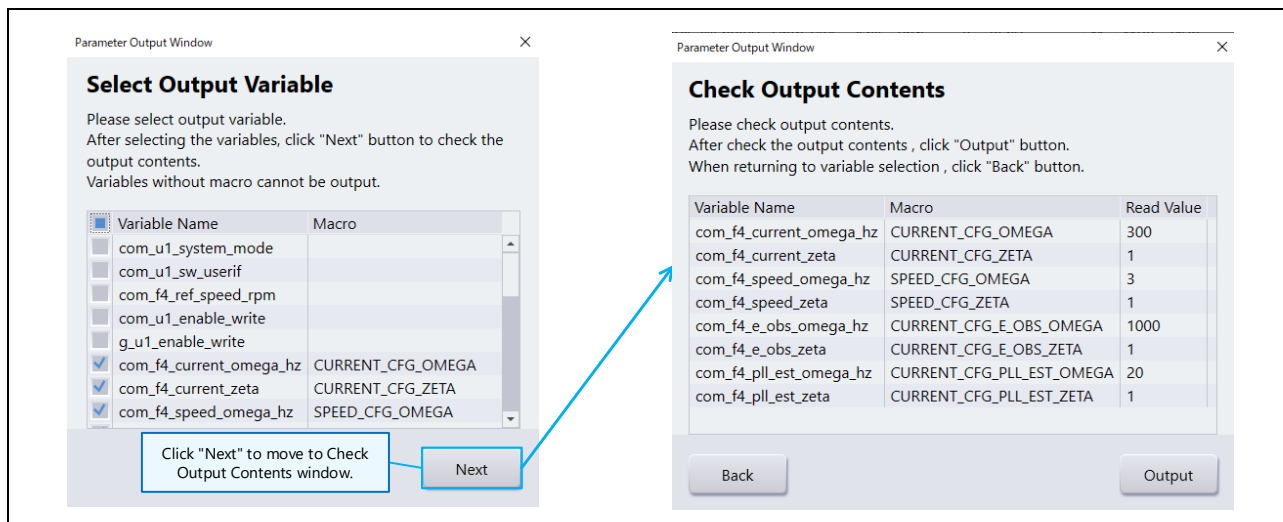 Parameter Output Window
Select Output Variable
Please select output variable.
After selecting the variables, click "Next" button to check the
output contents.
Variables without macro cannot be output.
Variable Name Macro
com_u1_system_mode
com_u1_sw_userif
com_f4_ref_speed_rpm
com_u1_enable_write
g_u1_enable_write
com_f4_current_omega_hz CURRENT_CFG_OMEGA
com_f4_current_zeta CURRENT_CFG_ZETA
com_f4_speed_omega_hz SPEED_CFG_OMEGA
Click "Next" to move to Check
Output Contents window.
Next
Parameter Output Window
Check Output Contents
Please check output contents.
After check the output contents , click "Output" button.
When returning to variable selection , click "Back" button.
Variable Name Macro Read Value
com_f4_current_omega_hz CURRENT_CFG_OMEGA 300
com_f4_current_zeta CURRENT_CFG_ZETA 1
com_f4_speed_omega_hz SPEED_CFG_OMEGA 3
com_f4_speed_zeta SPEED_CFG_ZETA 1
com_f4_e_obs_omega_hz CURRENT_CFG_E_OBS_OMEGA 1000
com_f4_e_obs_zeta CURRENT_CFG_E_OBS_ZETA 1
com_f4_pll_est_omega_hz CURRENT_CFG_PLL_EST_OMEGA 20
com_f4_pll_est_zeta CURRENT_CFG_PLL_EST_ZETA 1
Back Output